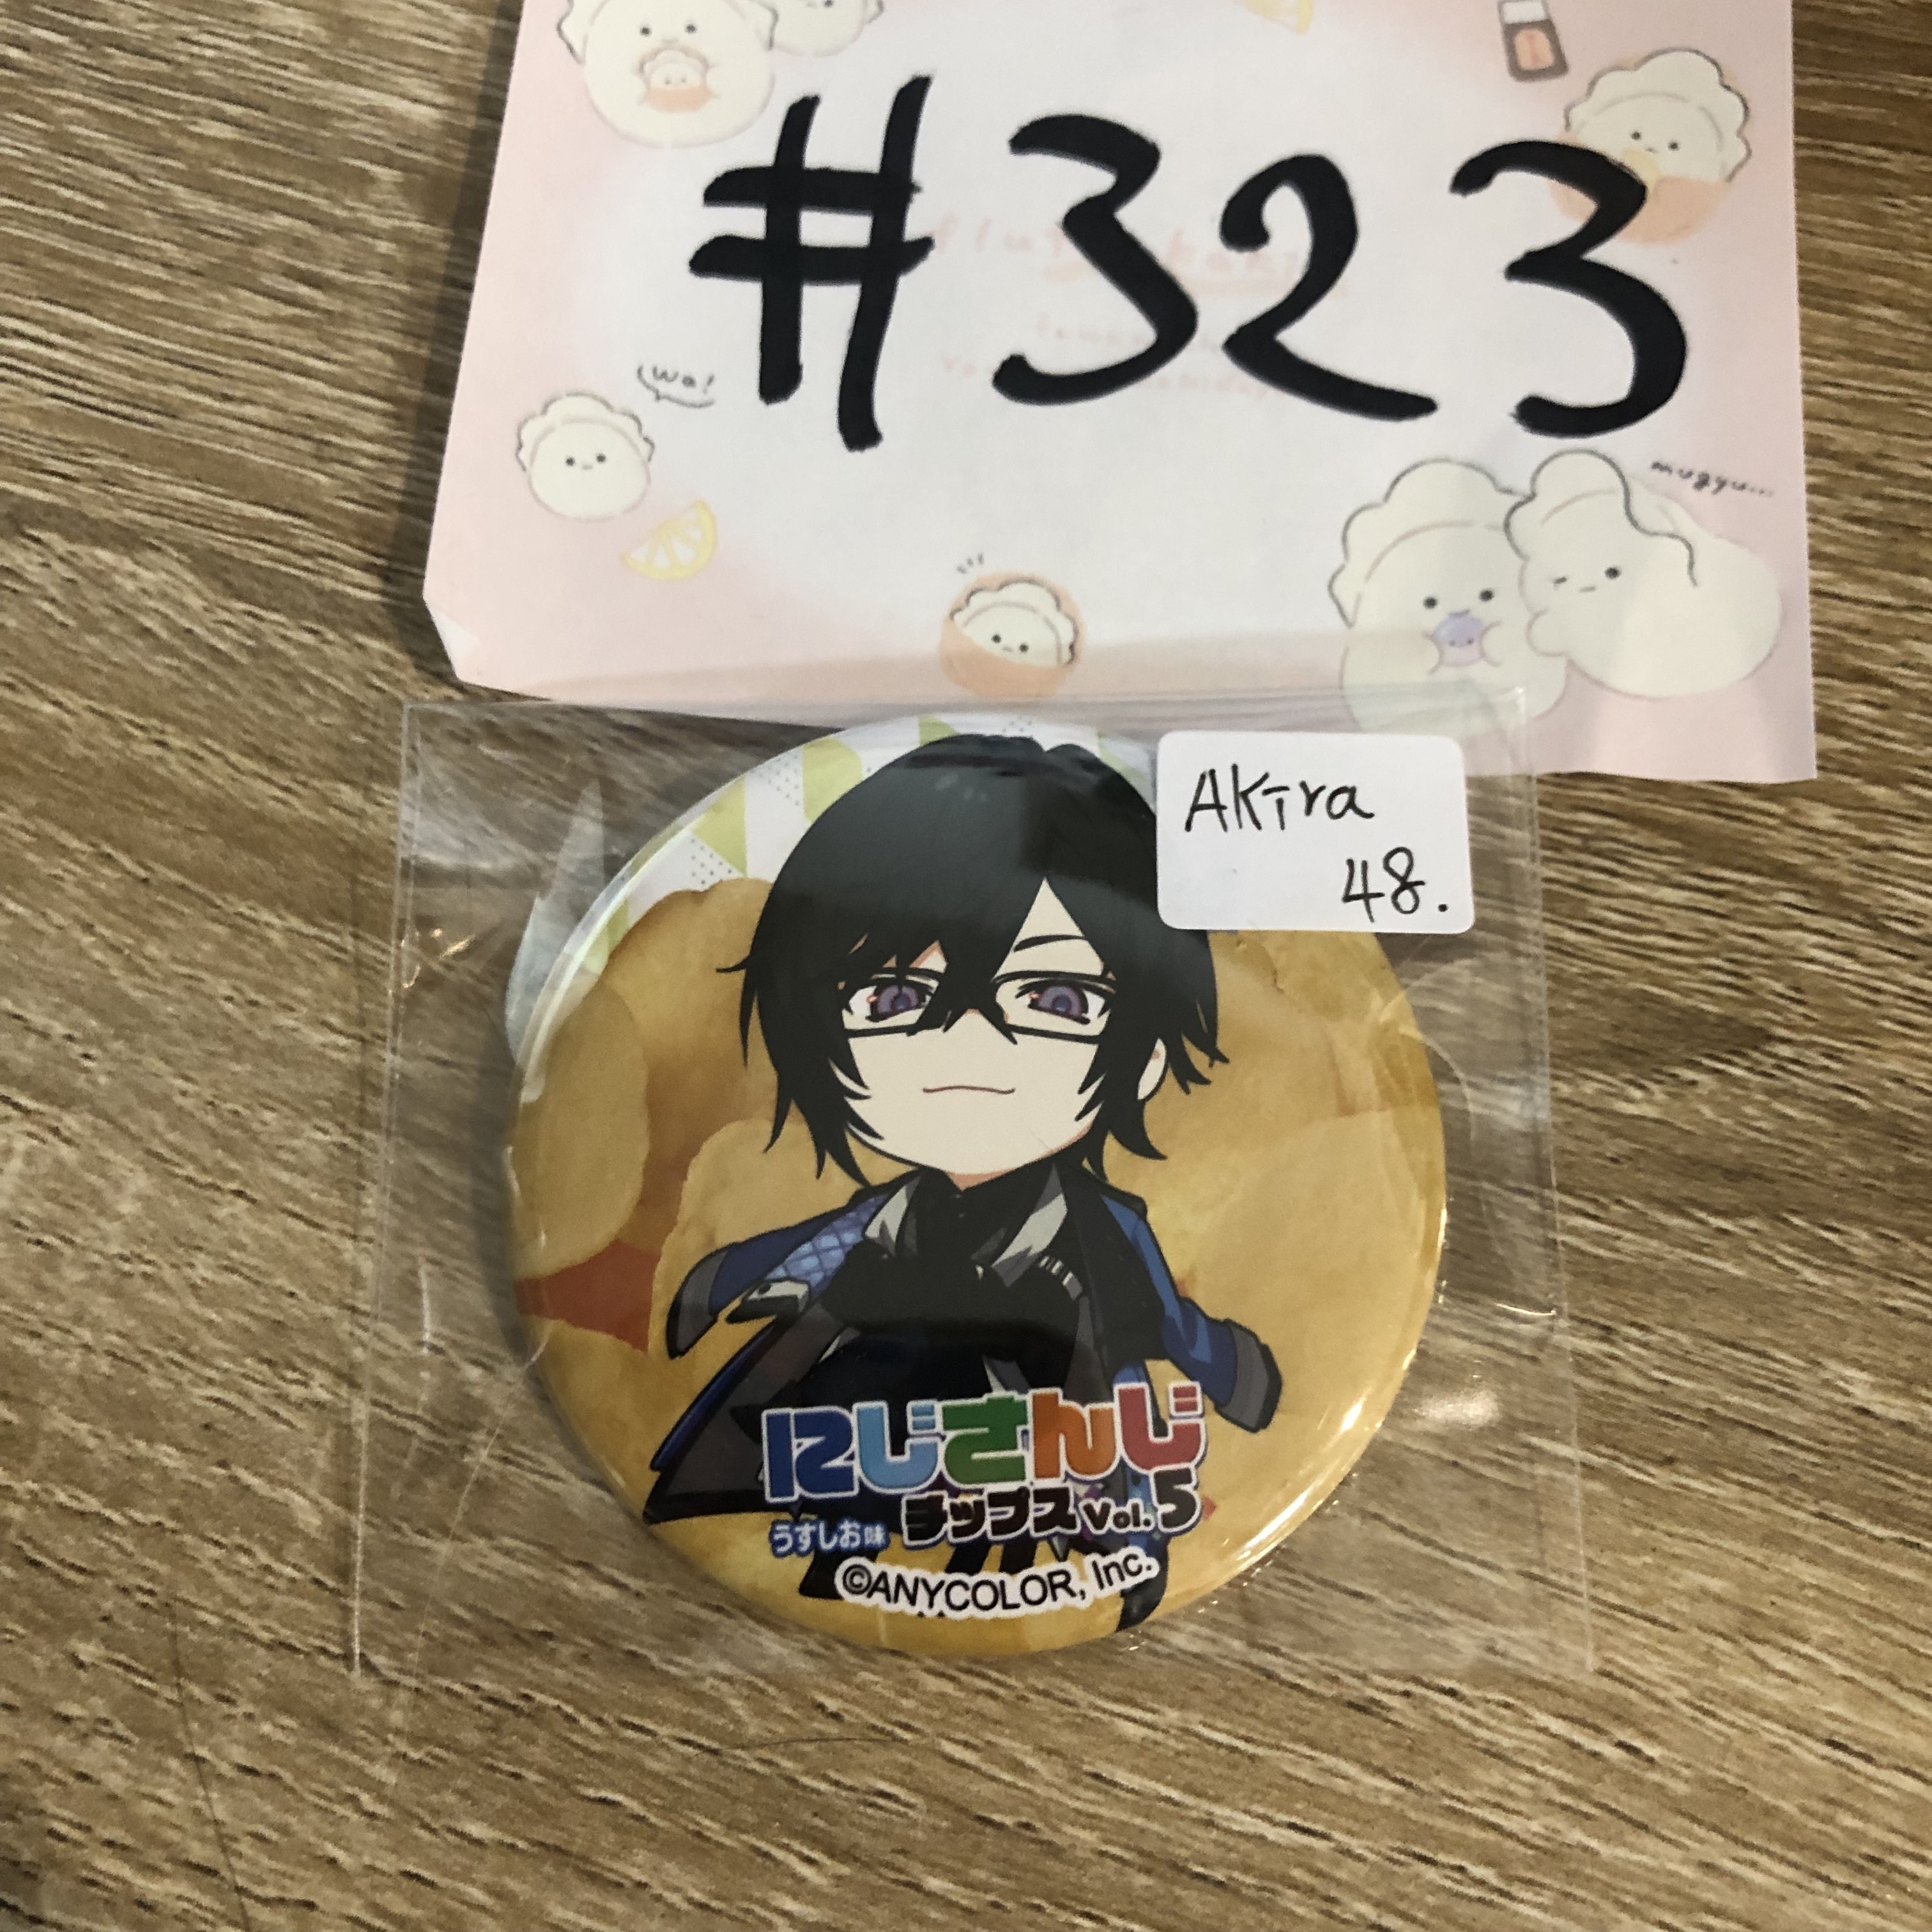 #323
wa!
mugyu...
Akira
48.
にじさんじ
チップス Vol.5
うすしお味
©ANYCOLOR, Inc.